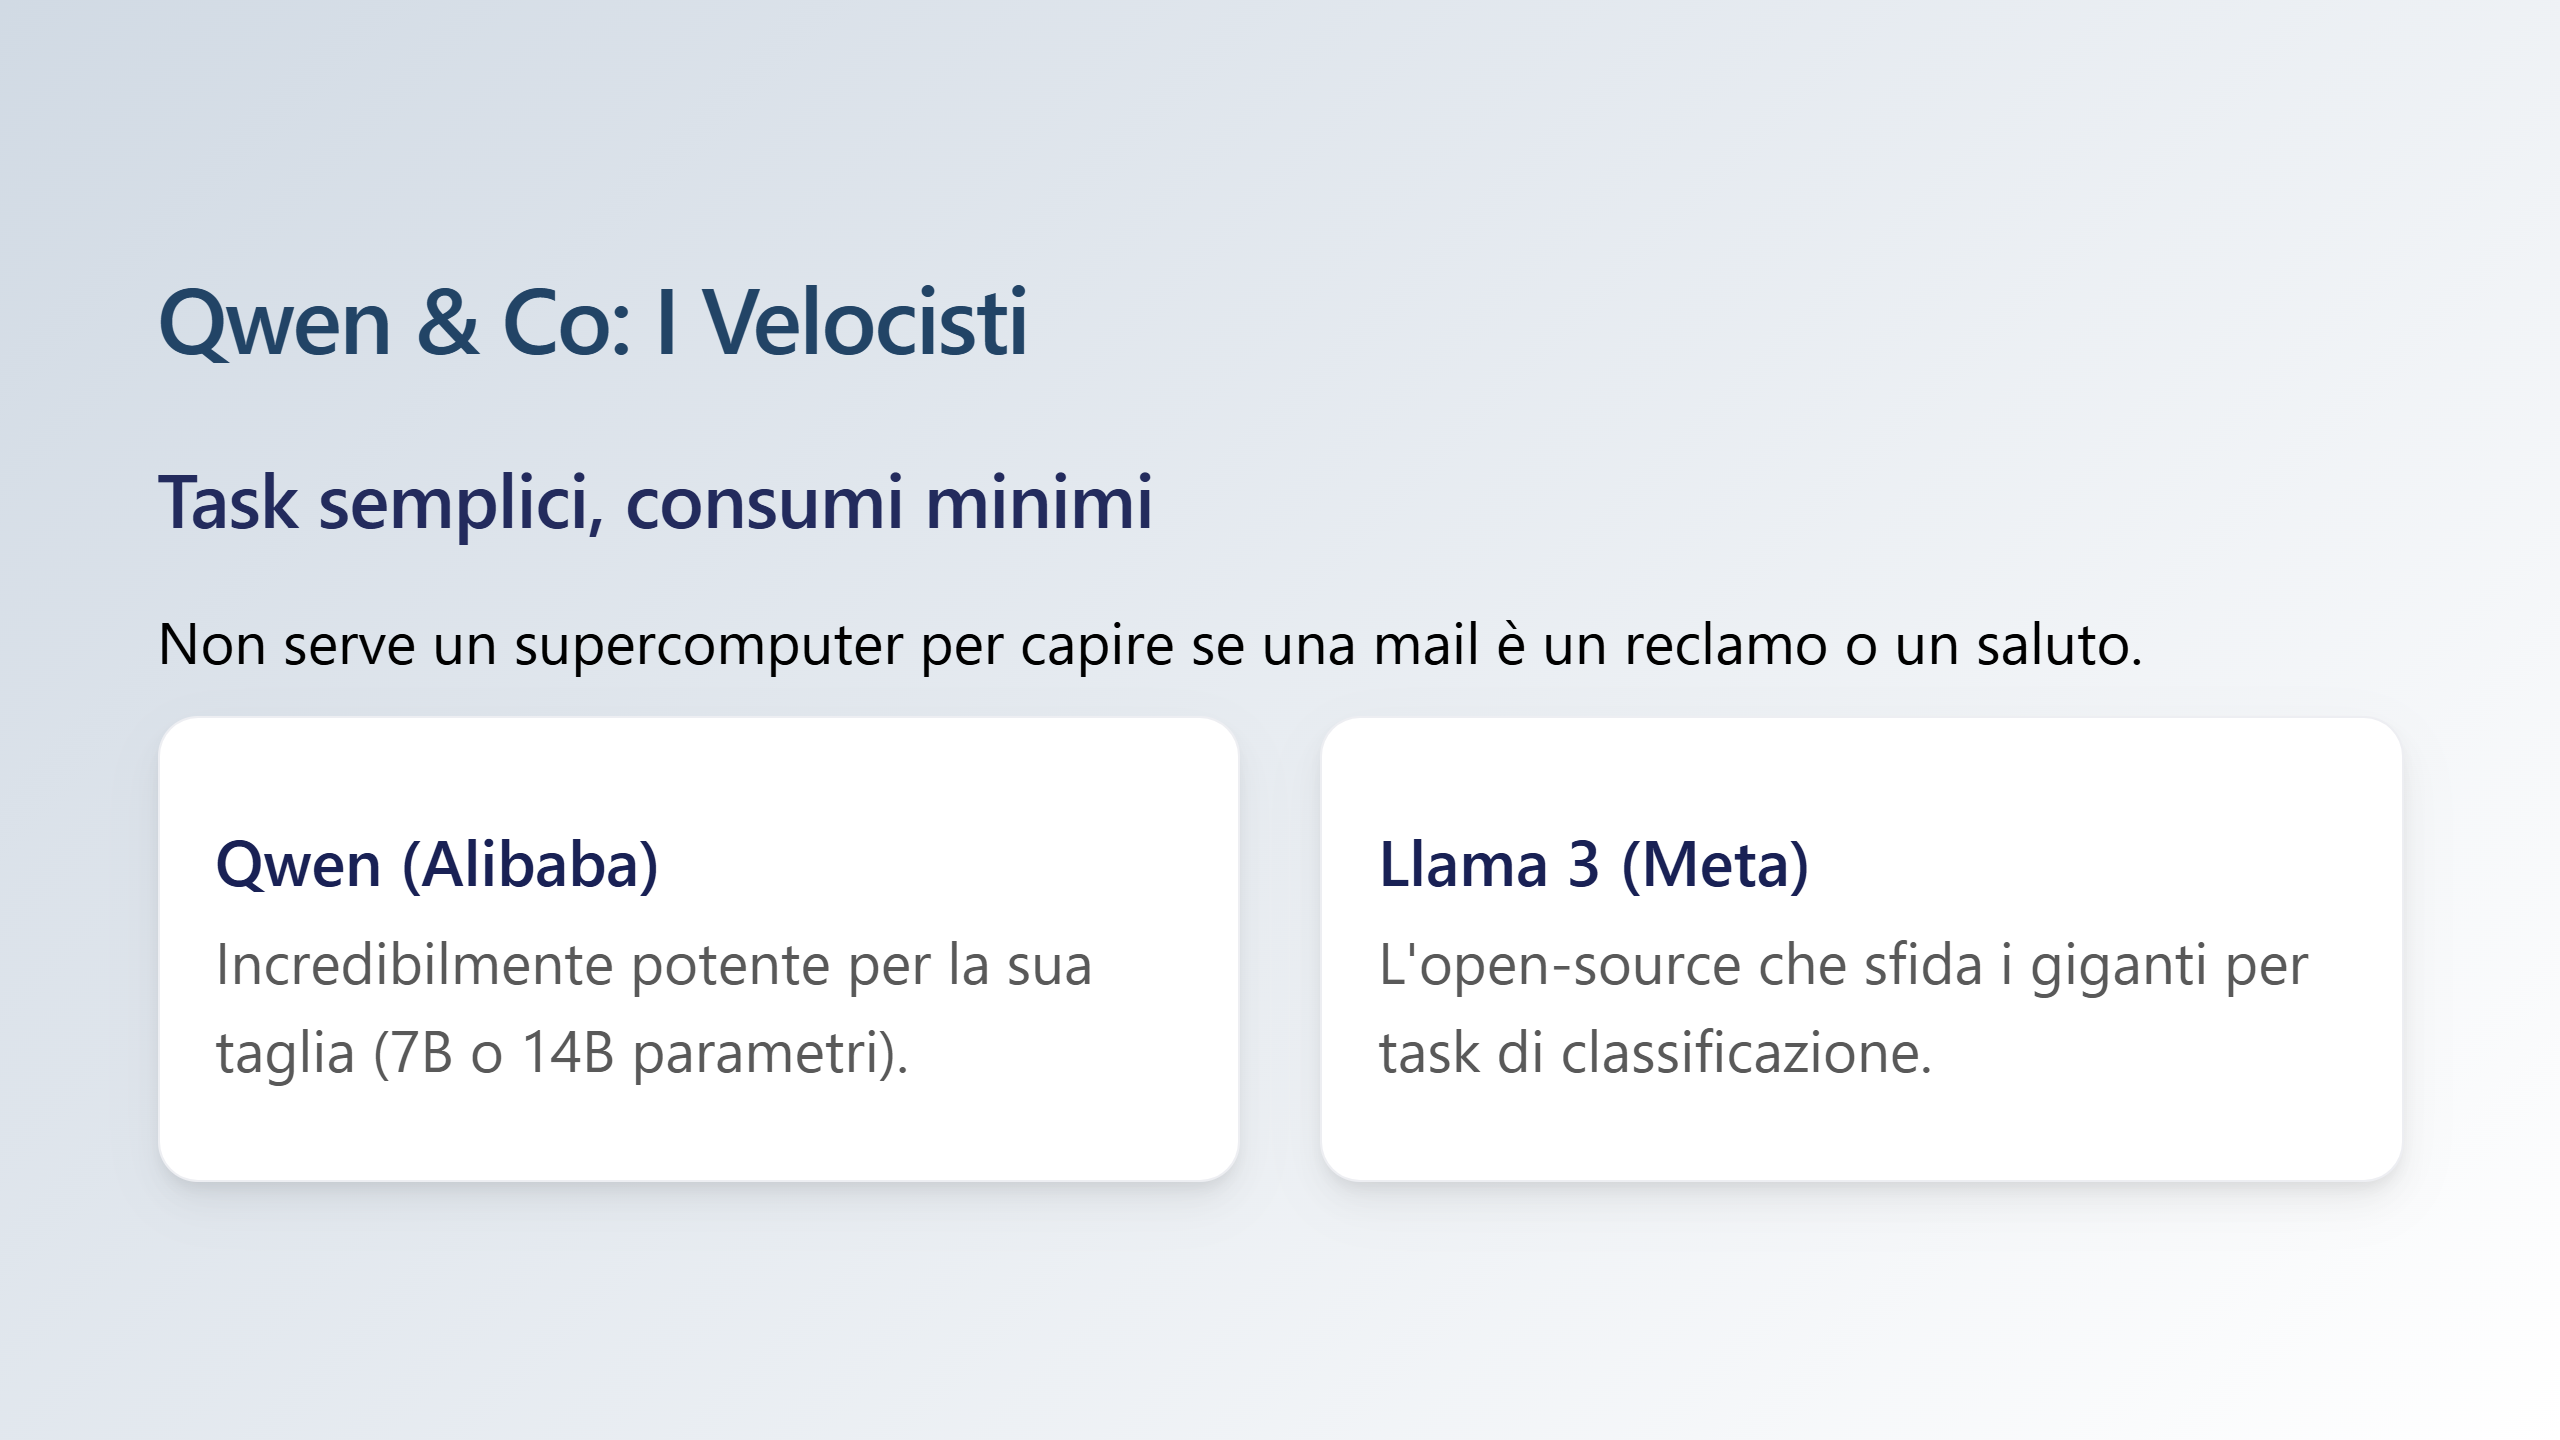 Qwen & Co: I Velocisti
Task semplici, consumi minimi
Non serve un supercomputer per capire se una mail è un reclamo o un saluto.
Qwen (Alibaba)
Incredibilmente potente per la sua
taglia (7B o 14B parametri).
Llama 3 (Meta)
L'open-source che sfida i giganti per
task di classificazione.